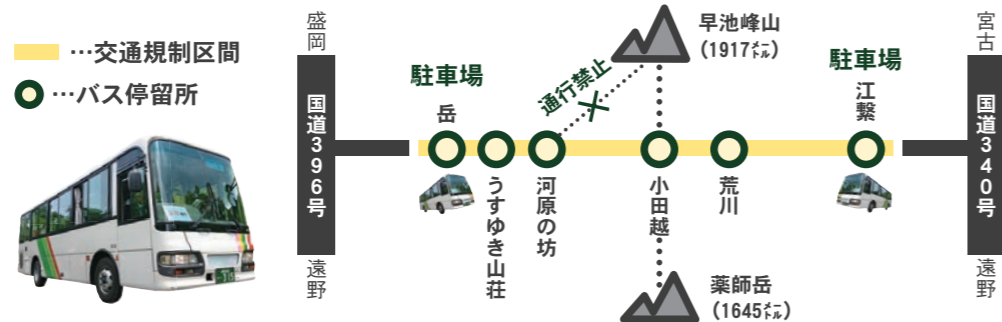 …交通規制区間
…バス停留所
盛岡
国道396号
遠野
駐車場
岳
うすゆき山荘
河原の坊
通行禁止
早池峰山
(1917㍍)
小田越
薬師岳
(1645㍍)
荒川
駐車場
江繋
宮古
国道340号
遠野